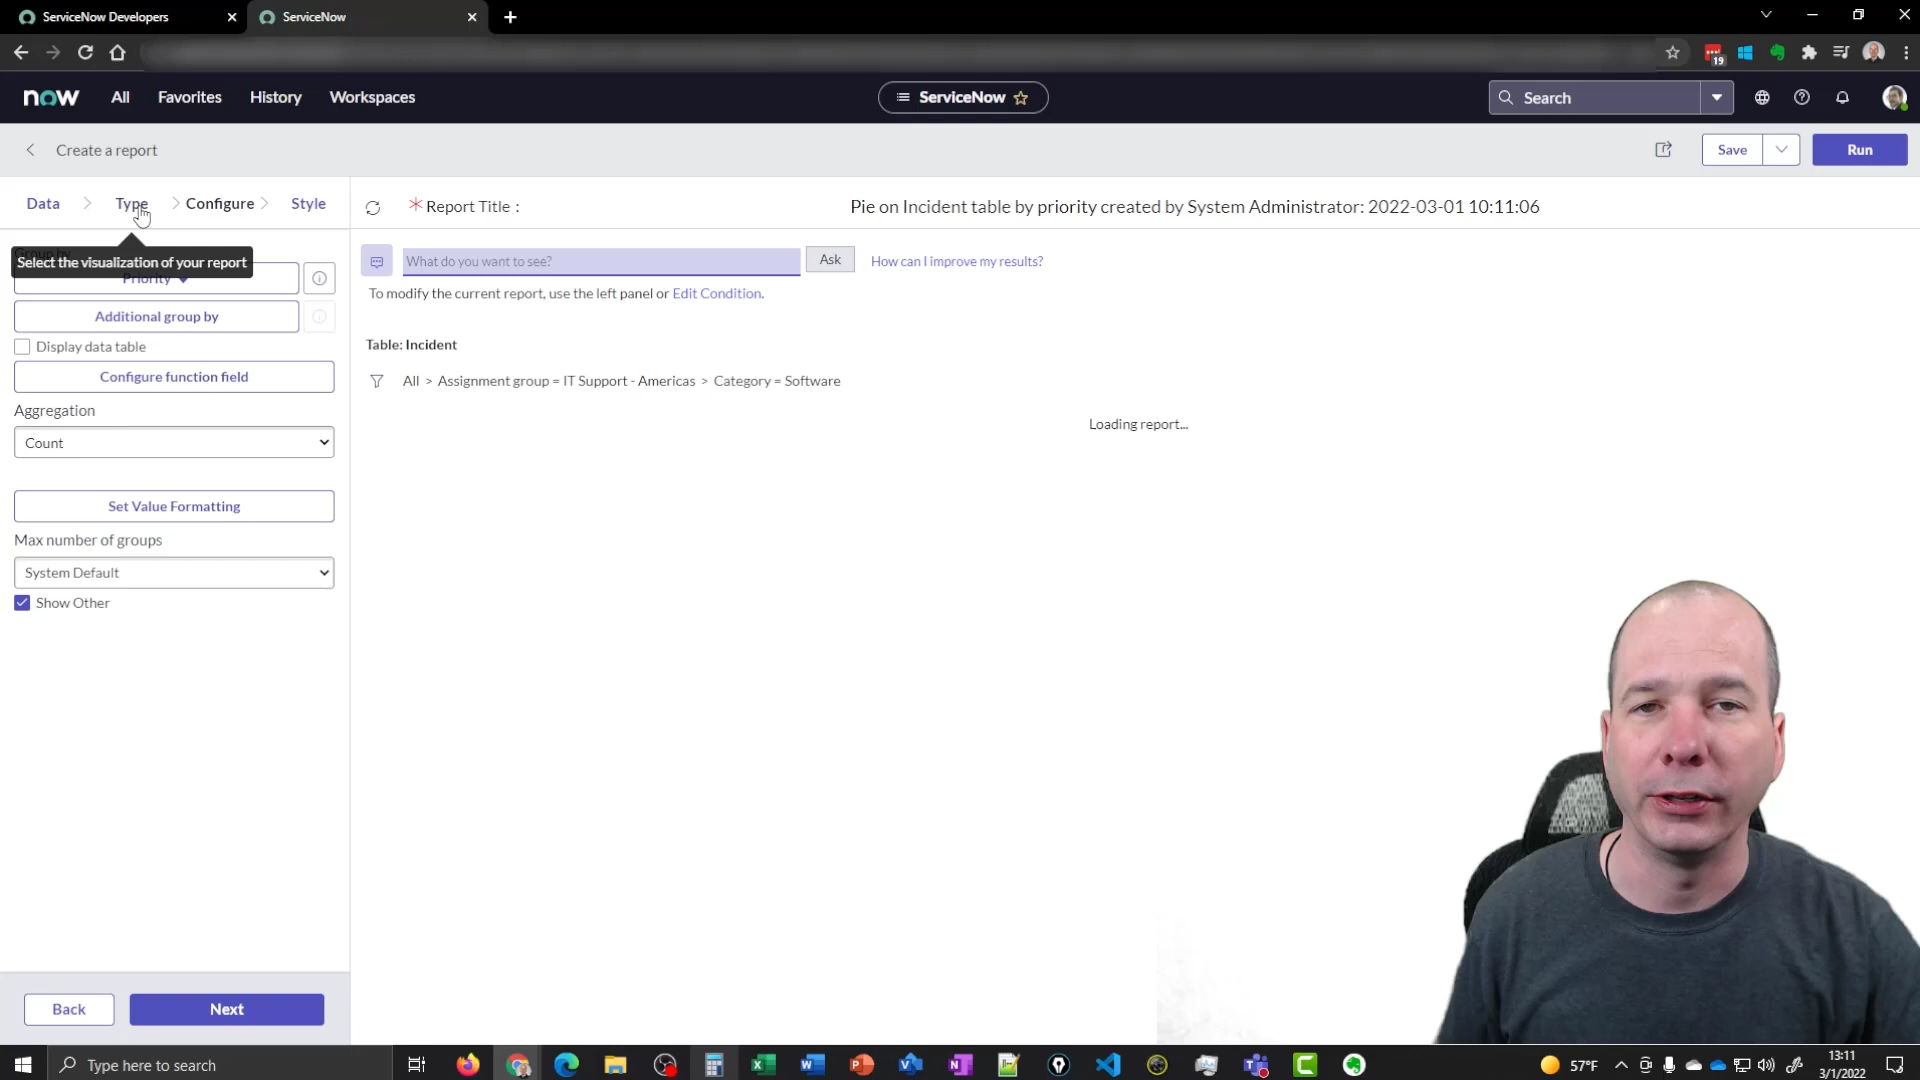 ServiceNow Developers
ServiceNow
19
now
All
Favorites
History
Workspaces
ServiceNow
Search
Create a report
Save
Run
Data
Type
Configure
Style
* Report Title :
Pie on Incident table by priority created by System Administrator: 2022-03-01 10:11:06
Select the visualization of your report
Priority
What do you want to see?
Ask
How can I improve my results?
To modify the current report, use the left panel or Edit Condition.
Additional group by
Display data table
Table: Incident
Configure function field
All > Assignment group = IT Support - Americas > Category = Software
Aggregation
Loading report...
Count
Set Value Formatting
Max number of groups
System Default
Show Other
Back
Next
Type here to search
57°F
13:11
3/1/2022